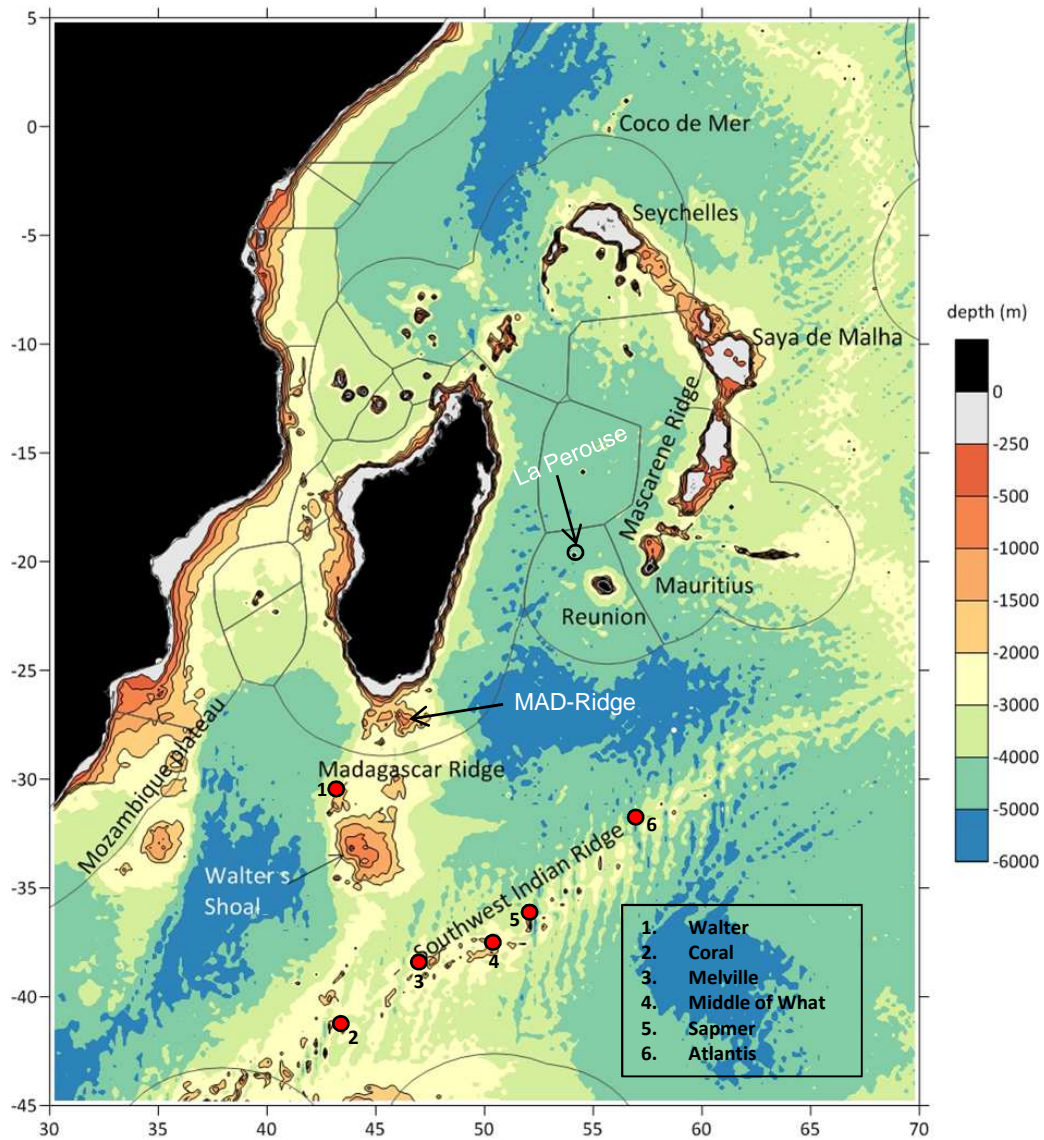 5
0
-5
-10
-15
-20
-25
-30
-35
-40
-45
30
35
40
45
50
55
60
65
70
Coco de Mer
Seychelles
Saya de Malha
Mascarene Ridge
La Perouse
Mauritius
Reunion
MAD-Ridge
Madagascar Ridge
Mozambique plateau
Walter s
Shoal
Southwest Indian Ridge
1
2
3
4
5
6
1. Walter
2. Coral
3. Melville
4. Middle of What
5. Sapmer
6. Atlantis
depth (m)
0
-250
-500
-1000
-1500
-2000
-3000
-4000
-5000
-6000